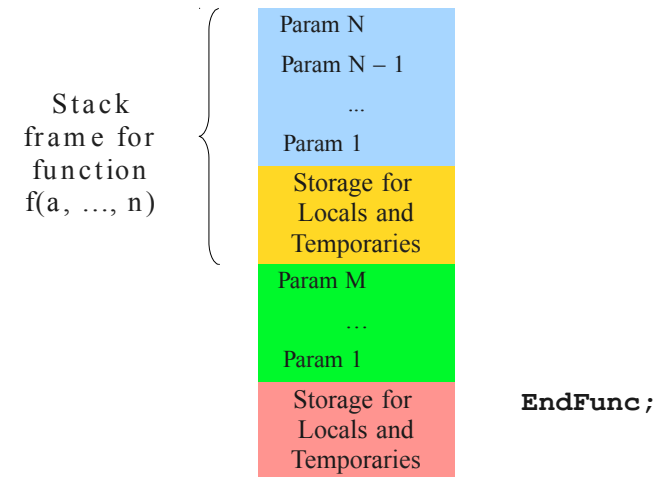 Param N
Param N – 1
...
Param 1
Stack
frame for
function
f(a, ..., n)
Storage for
Locals and
Temporaries
Param M
...
Param 1
Storage for
Locals and
Temporaries
EndFunc;